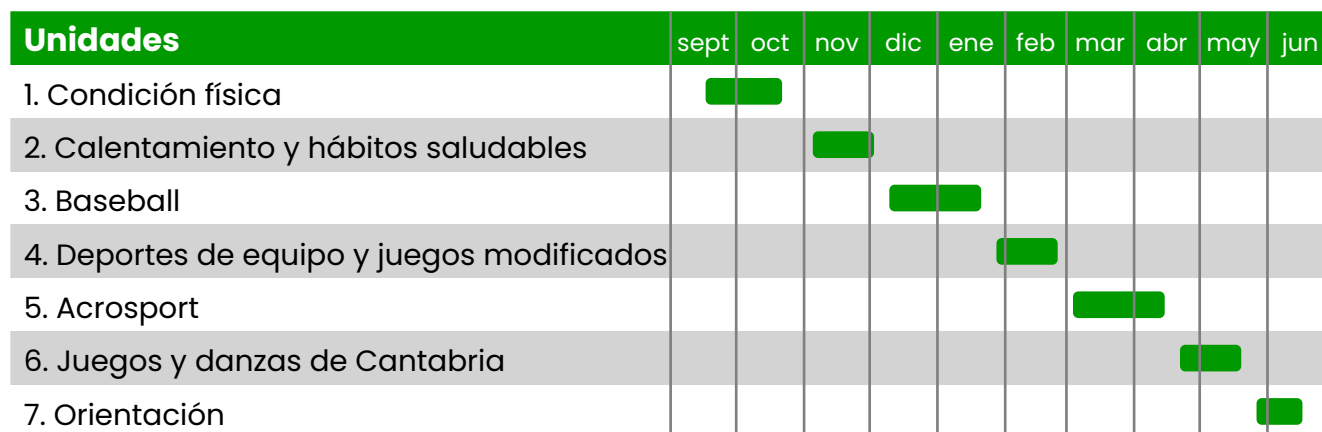 Unidades sept oct nov dic ene feb mar abr may jun
1. Condición física
2. Calentamiento y hábitos saludables
3. Baseball
4. Deportes de equipo y juegos modificados
5. Acrosport
6. Juegos y danzas de Cantabria
7. Orientación